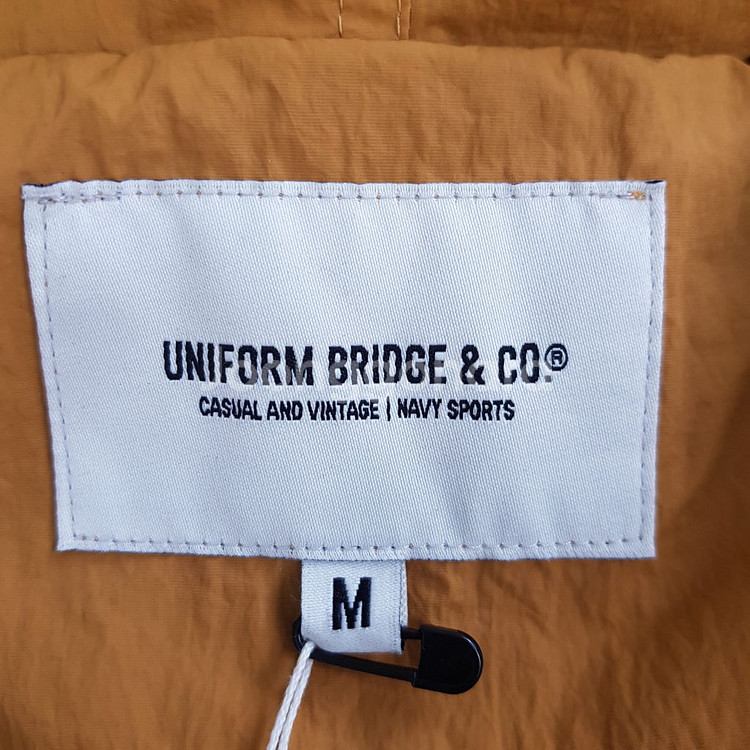 UNIFORM BRIDGE & CO.®
CASUAL AND VINTAGE | NAVY SPORTS
M